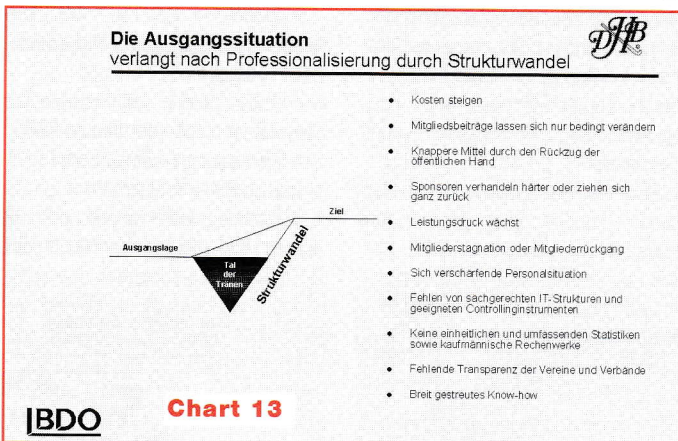 Die Ausgangssituation
verlangt nach Professionalisierung durch Strukturwandel
DHB
Kosten steigen
Mitgliedsbeiträge lassen sich nur bedingt verändern
Knappere Mittel durch den Rückzug der
öffentlichen Hand
Sponsoren verhandeln härter oder ziehen sich
ganz zurück
Leistungsdruck wächst
Mitgliederstagnation oder Mitgliederrückgang
Sich verschärfende Personalsituation
Fehlen von sachgerechten IT-Strukturen und
geeigneten Controllinginstrumenten
Keine einheitlichen und umfassenden Statistiken
sowie kaufmännische Rechenwerke
Fehlende Transparenz der Vereine und Verbände
Breit gestreutes Know-how
Ziel
Ausgangslage
Tal
der
Tränen
Strukturwandel
BDO
Chart 13